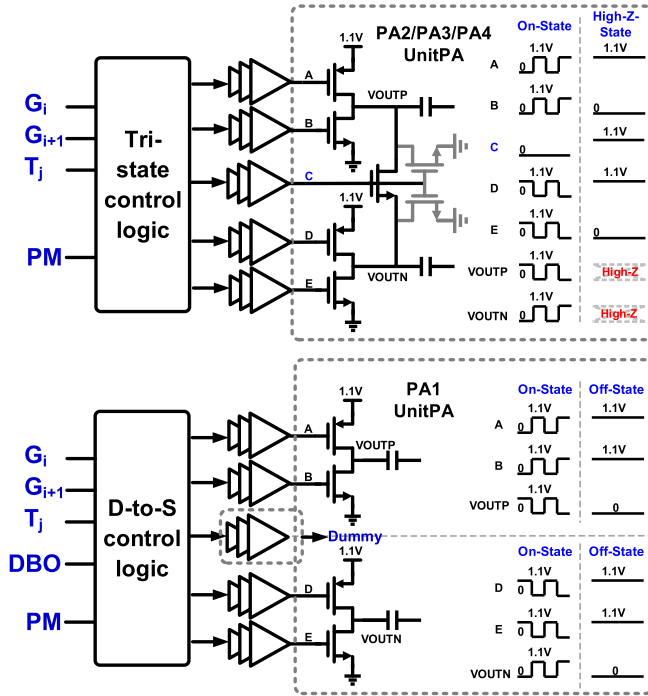 PA2/PA3/PA4
UnitPA
On-State
High-Z-
State
G_i
G_{i+1}
T_j
PM
Tri-
state
control
logic
1.1V
A
VOUTP
B
C
1.1V
D
VOUTN
E
A
1.1V
0
1.1V
B
1.1V
0
0
C
0
1.1V
D
1.1V
0
1.1V
E
1.1V
0
0
VOUTP
1.1V
0
High-Z
VOUTN
1.1V
0
High-Z
PA1
UnitPA
On-State
Off-State
G_i
G_{i+1}
T_j
DBO
PM
D-to-S
control
logic
1.1V
A
VOUTP
B
Dummy
1.1V
D
VOUTN
E
A
1.1V
0
1.1V
B
1.1V
0
1.1V
VOUTP
1.1V
0
0
On-State
Off-State
D
1.1V
0
1.1V
E
1.1V
0
1.1V
VOUTN
1.1V
0
0